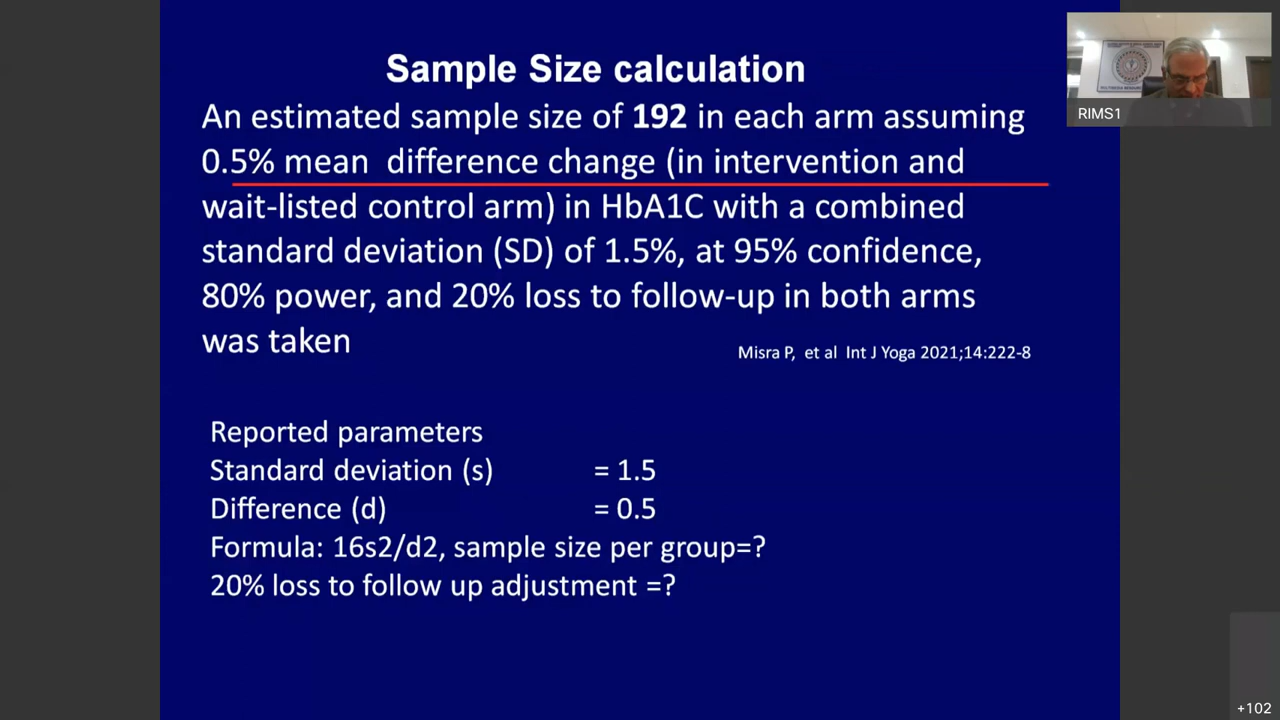 Sample Size calculation
An estimated sample size of 192 in each arm assuming
0.5% mean difference change (in intervention and
wait-listed control arm) in HbA1C with a combined
standard deviation (SD) of 1.5%, at 95% confidence,
80% power, and 20% loss to follow-up in both arms
was taken
Misra P, et al Int J Yoga 2021;14:222-8
Reported parameters
Standard deviation (s) = 1.5
Difference (d) = 0.5
Formula: 16s2/d2, sample size per group=?
20% loss to follow up adjustment =?
RIMS1
+102